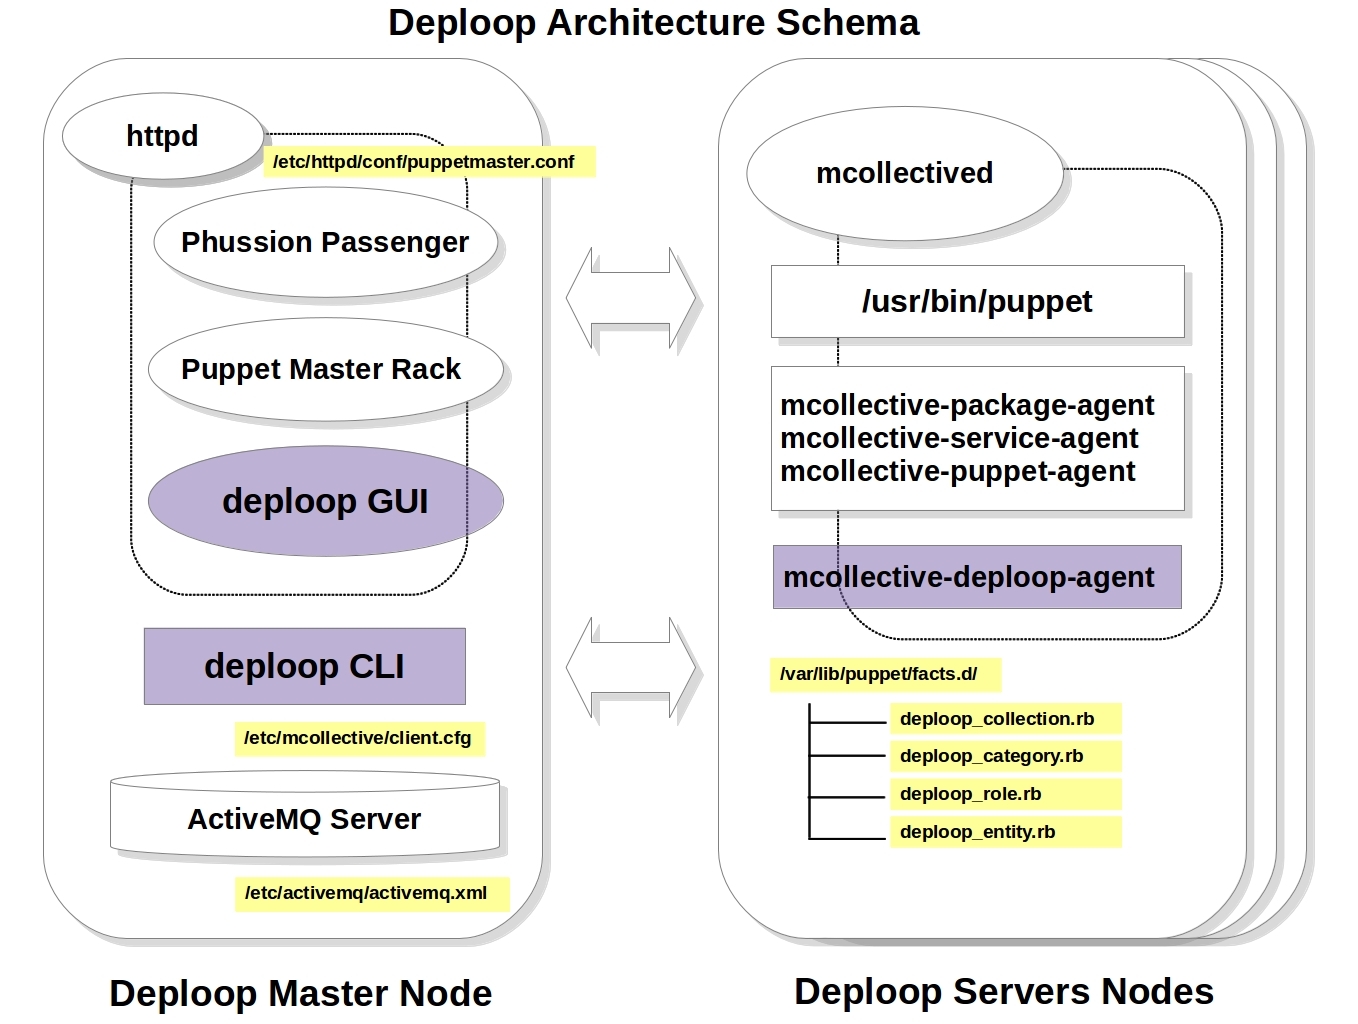 Deploop Architecture Schema
httpd
/etc/httpd/conf/puppetmaster.conf
Phussion Passenger
Puppet Master Rack
deploop GUI
deploop CLI
/etc/mcollective/client.cfg
ActiveMQ Server
/etc/activemq/activemq.xml
Deploop Master Node
mcollectived
/usr/bin/puppet
mcollective-package-agent
mcollective-service-agent
mcollective-puppet-agent
mcollective-deploop-agent
/var/lib/puppet/facts.d/
deploop_collection.rb
deploop_category.rb
deploop_role.rb
deploop_entity.rb
Deploop Servers Nodes